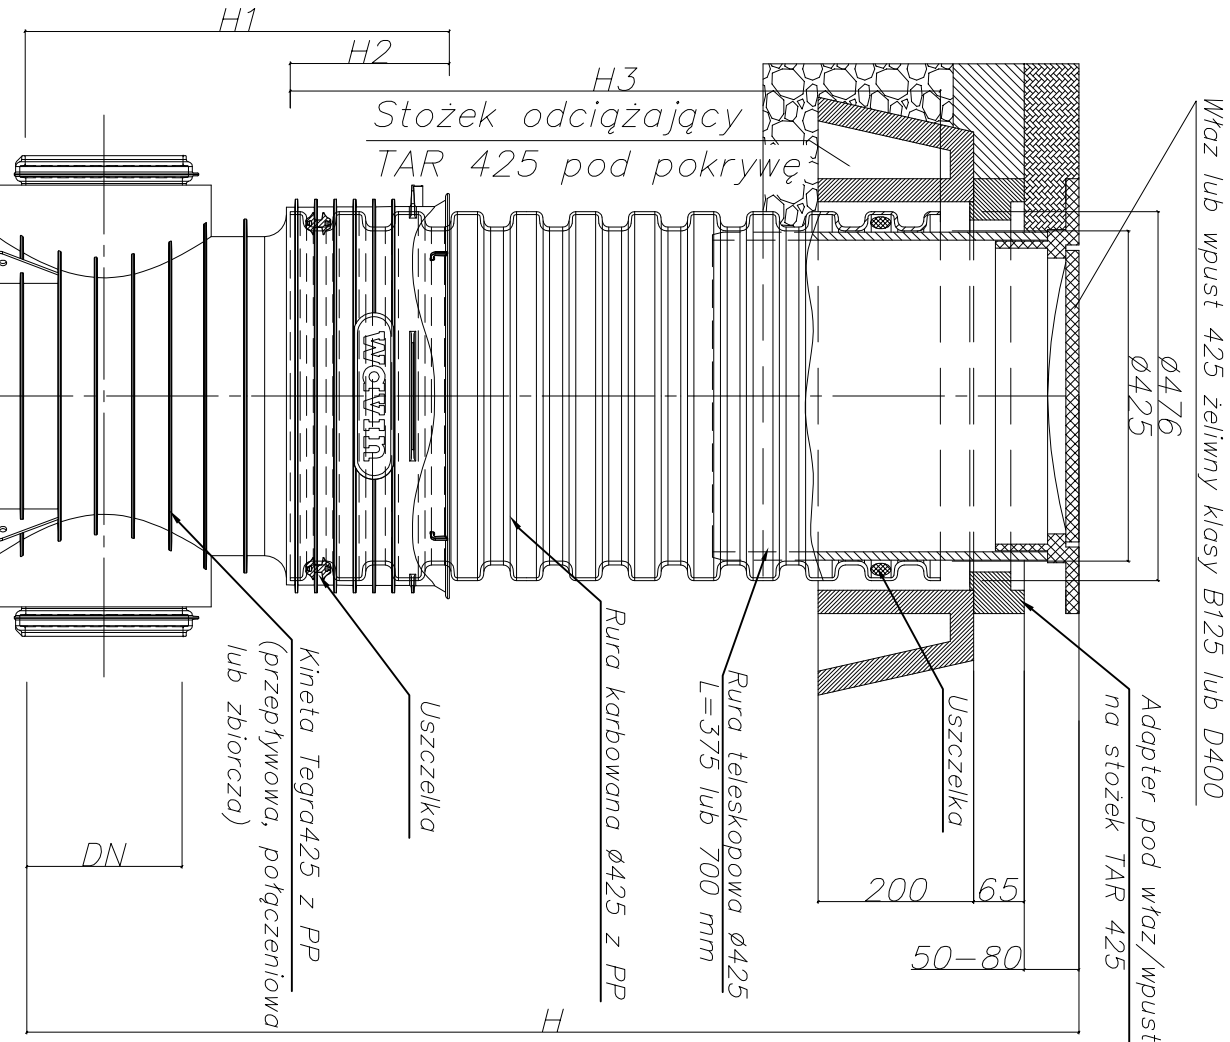 H1
H2
H3
Stożek odciążający
TAR 425 pod pokrywę
Właz lub wpust 425 żeliwny klasy B125 lub D400
ø476
ø425
wavin
Adapter pod właz/wpust
na stożek TAR 425
Uszczelka
Rura teleskopowa ø425
L=375 lub 700 mm
Rura karbowana ø425 z PP
Uszczelka
Kineta Tegra425 z PP
(przepływowa, połączeniowa
lub zbiorcza)
DN
200
65
50-80
H